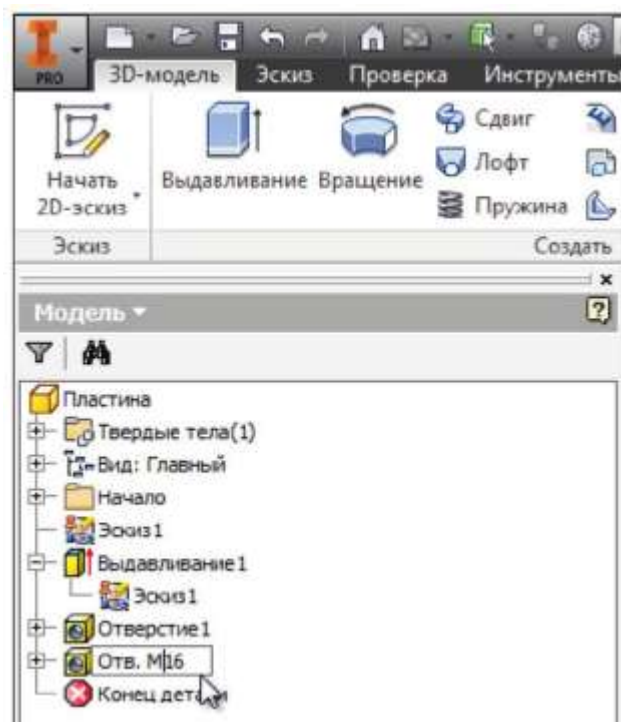 PRO
3D-модель Эскиз Проверка Инструменты
Начать
2D-эскиз
Выдавливание Вращение
Сдвиг
Лофт
Пружина
Эскиз Создать
Модель
Пластина
Твердые тела(1)
Вид: Главный
Начало
Эскиз1
Выдавливание1
Эскиз1
Отверстие1
Отв. М16
Конец детали